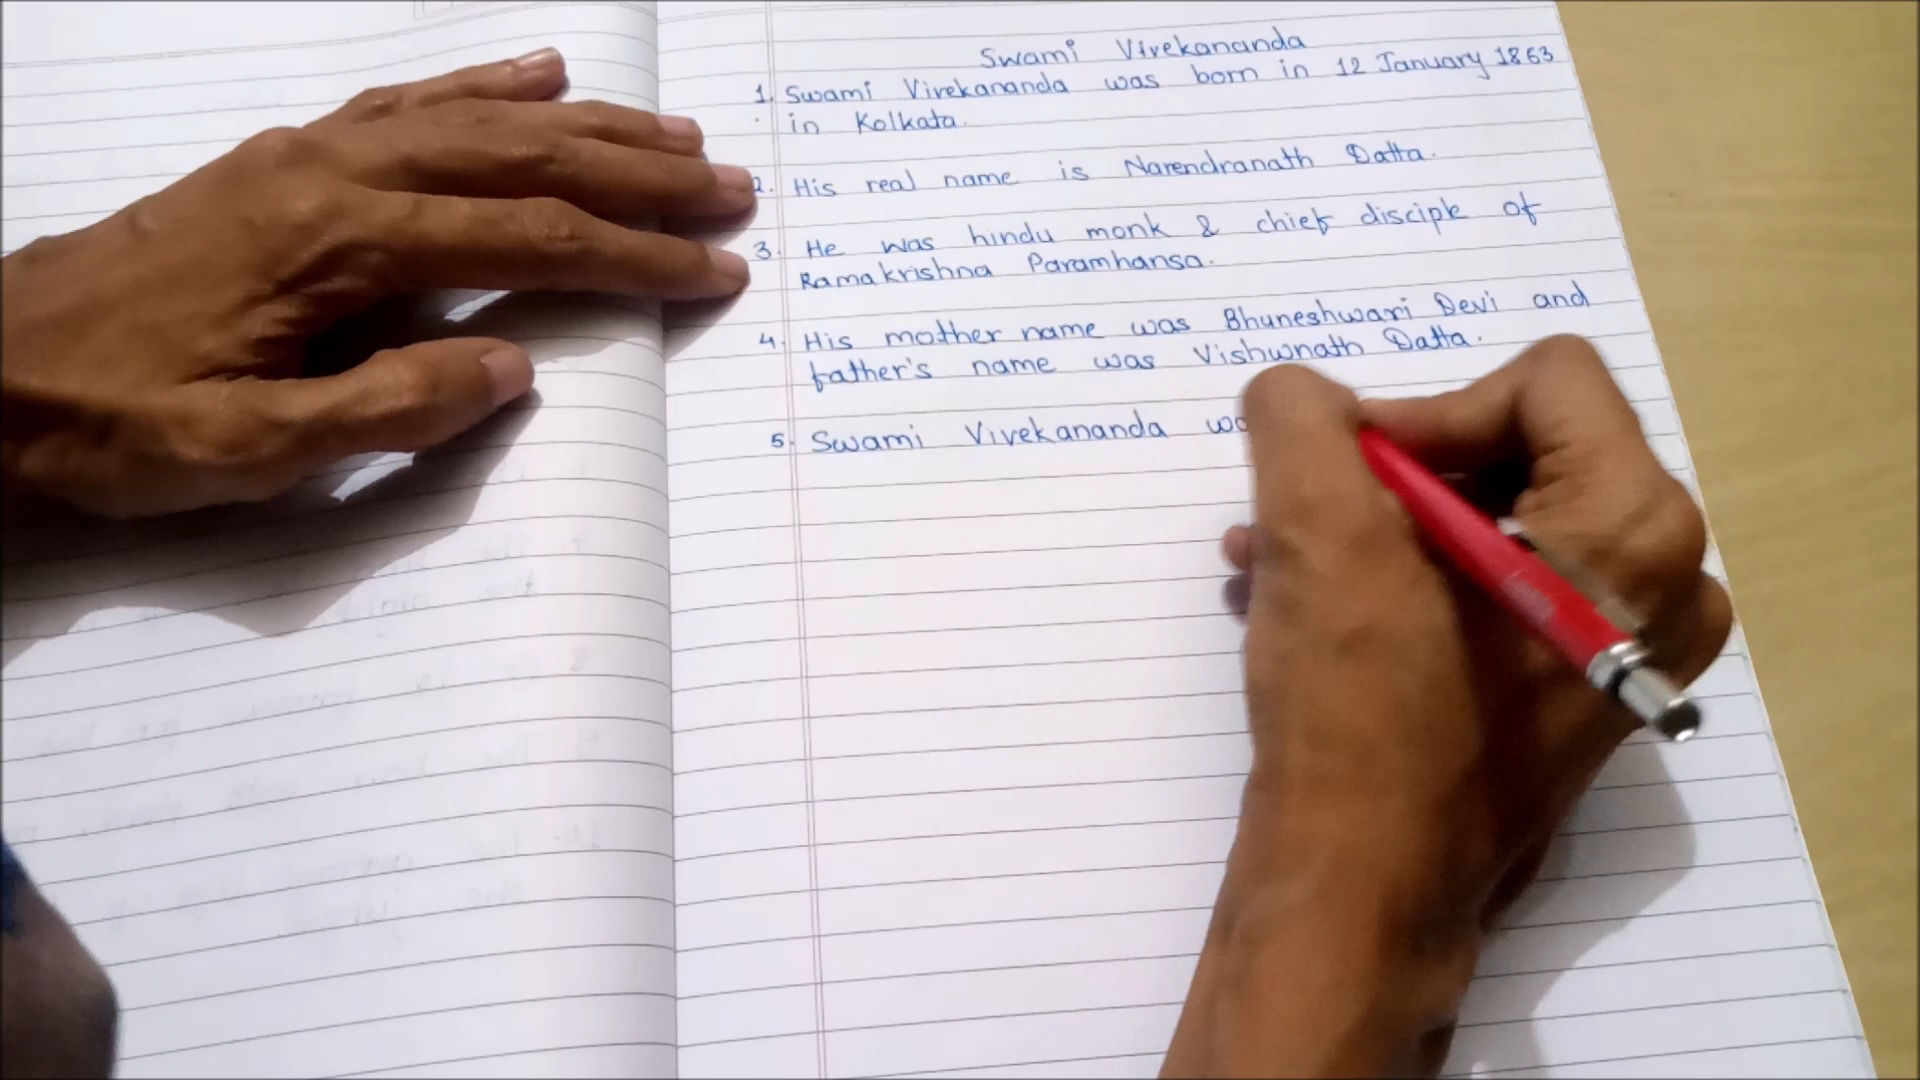 Swami Vivekananda
1. Swami Vivekananda was born in 12 January 1863
in Kolkata.
2. His real name is Narendranath Datta.
3. He was hindu monk & chief disciple of
Ramakrishna Paramhansa.
4. His mother name was Bhuneshwari Devi and
father's name was Vishwnath Datta.
5. Swami Vivekananda